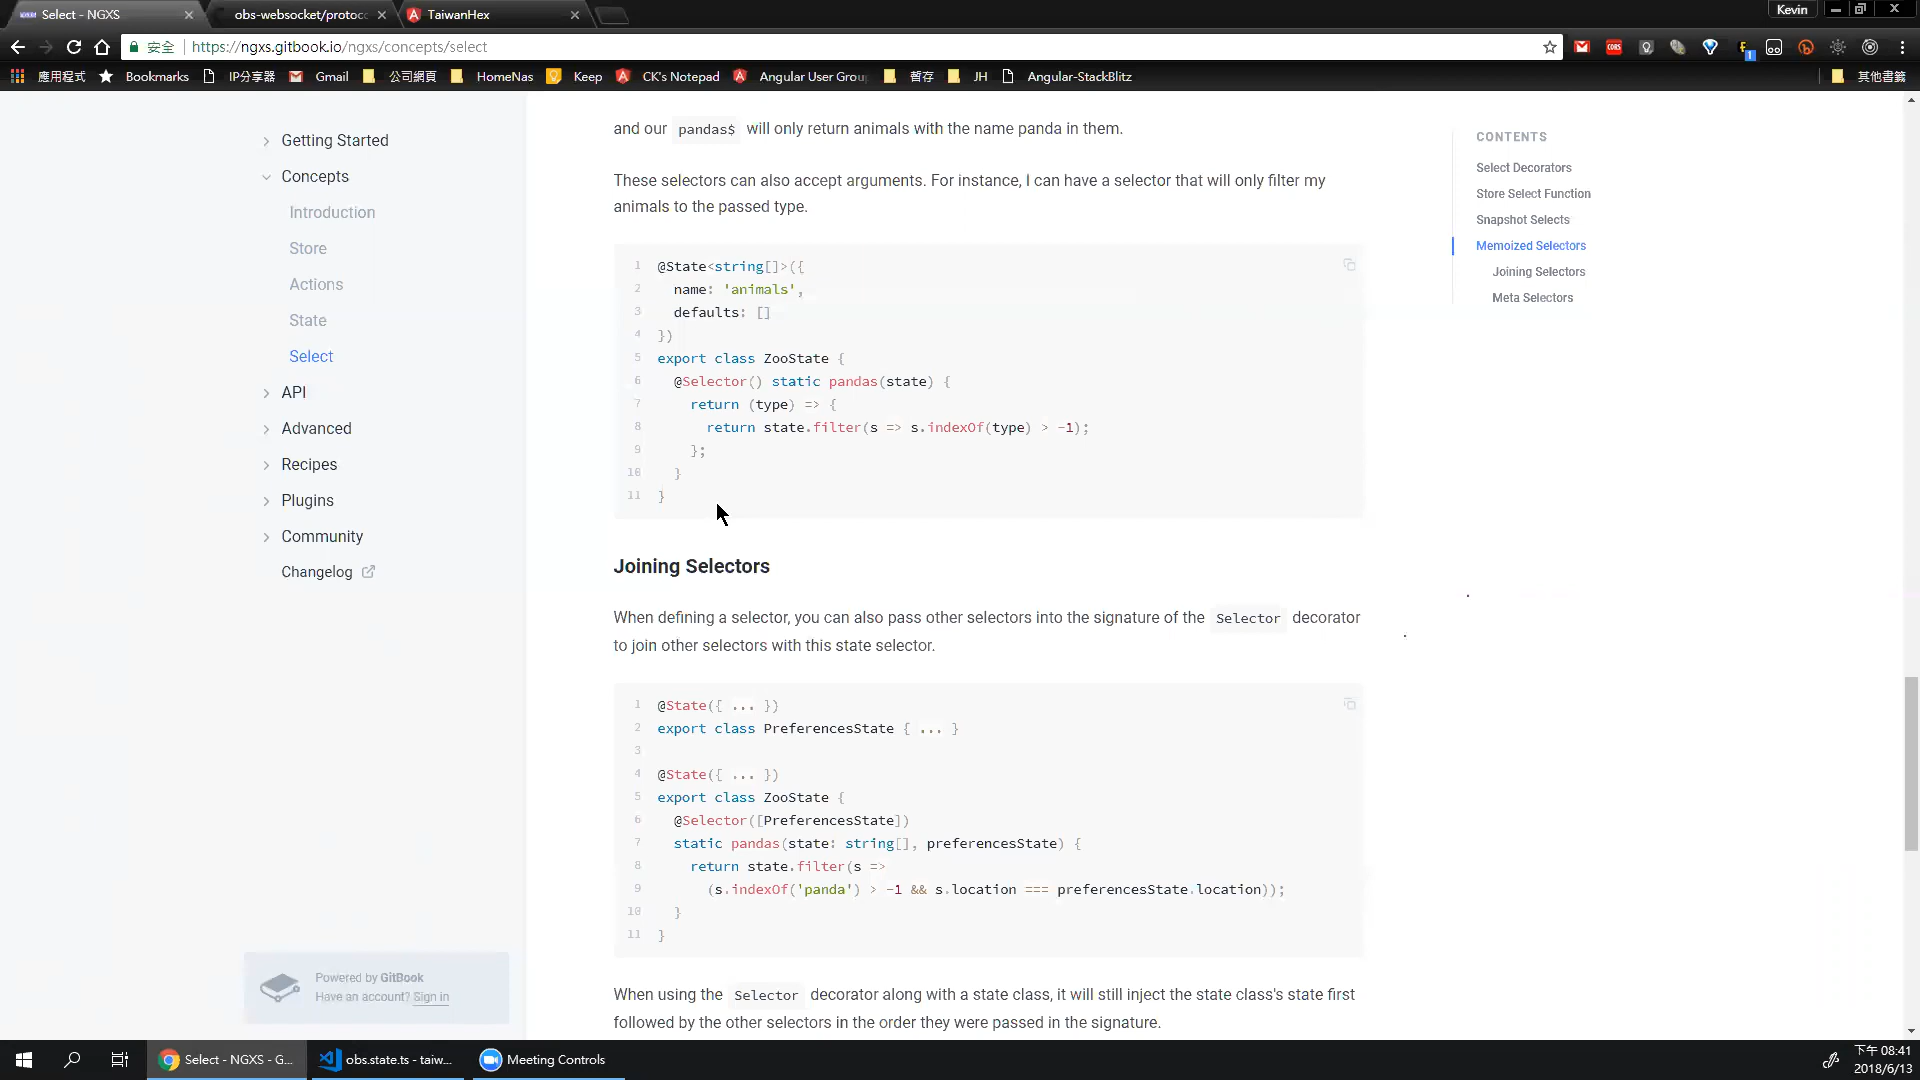 Select - NGXS
obs-websocket/protoc
TaiwanHex
Kevin
安全
https://ngxs.gitbook.io/ngxs/concepts/select
應用程式
Bookmarks
IP分享器
Gmail
公司網頁
HomeNas
Keep
CK's Notepad
Angular User Grou
暫存
JH
Angular-StackBlitz
其他書籤
Getting Started
Concepts
Introduction
Store
Actions
State
Select
API
Advanced
Recipes
Plugins
Community
Changelog
Powered by GitBook
Have an account? Sign in
and our pandas$ will only return animals with the name panda in them.
These selectors can also accept arguments. For instance, I can have a selector that will only filter my
animals to the passed type.
1 @State<string[]>({
2 name: 'animals',
3 defaults: []
4 })
5 export class ZooState {
6 @Selector() static pandas(state) {
7 return (type) => {
8 return state.filter(s => s.indexOf(type) > -1);
9 };
10 }
11 }
Joining Selectors
When defining a selector, you can also pass other selectors into the signature of the Selector decorator
to join other selectors with this state selector.
1 @State({ ... })
2 export class PreferencesState { ... }
3
4 @State({ ... })
5 export class ZooState {
6 @Selector([PreferencesState])
7 static pandas(state: string[], preferencesState) {
8 return state.filter(s =>
9 (s.indexOf('panda') > -1 && s.location === preferencesState.location));
10 }
11 }
When using the Selector decorator along with a state class, it will still inject the state class's state first
followed by the other selectors in the order they were passed in the signature.
CONTENTS
Select Decorators
Store Select Function
Snapshot Selects
Memoized Selectors
Joining Selectors
Meta Selectors
Select - NGXS - G...
obs.state.ts - taiw...
Meeting Controls
下午 08:41
2018/6/13